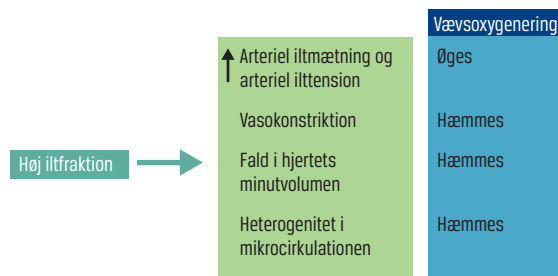 Vævsoxygenering
Arteriel iltmætning og
arteriel ilttension
Øges
Vasokonstriktion
Hæmmes
Høj iltfraktion
Fald i hjertets
minutvolumen
Hæmmes
Heterogenitet i
mikrocirkulationen
Hæmmes